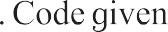 . Code given